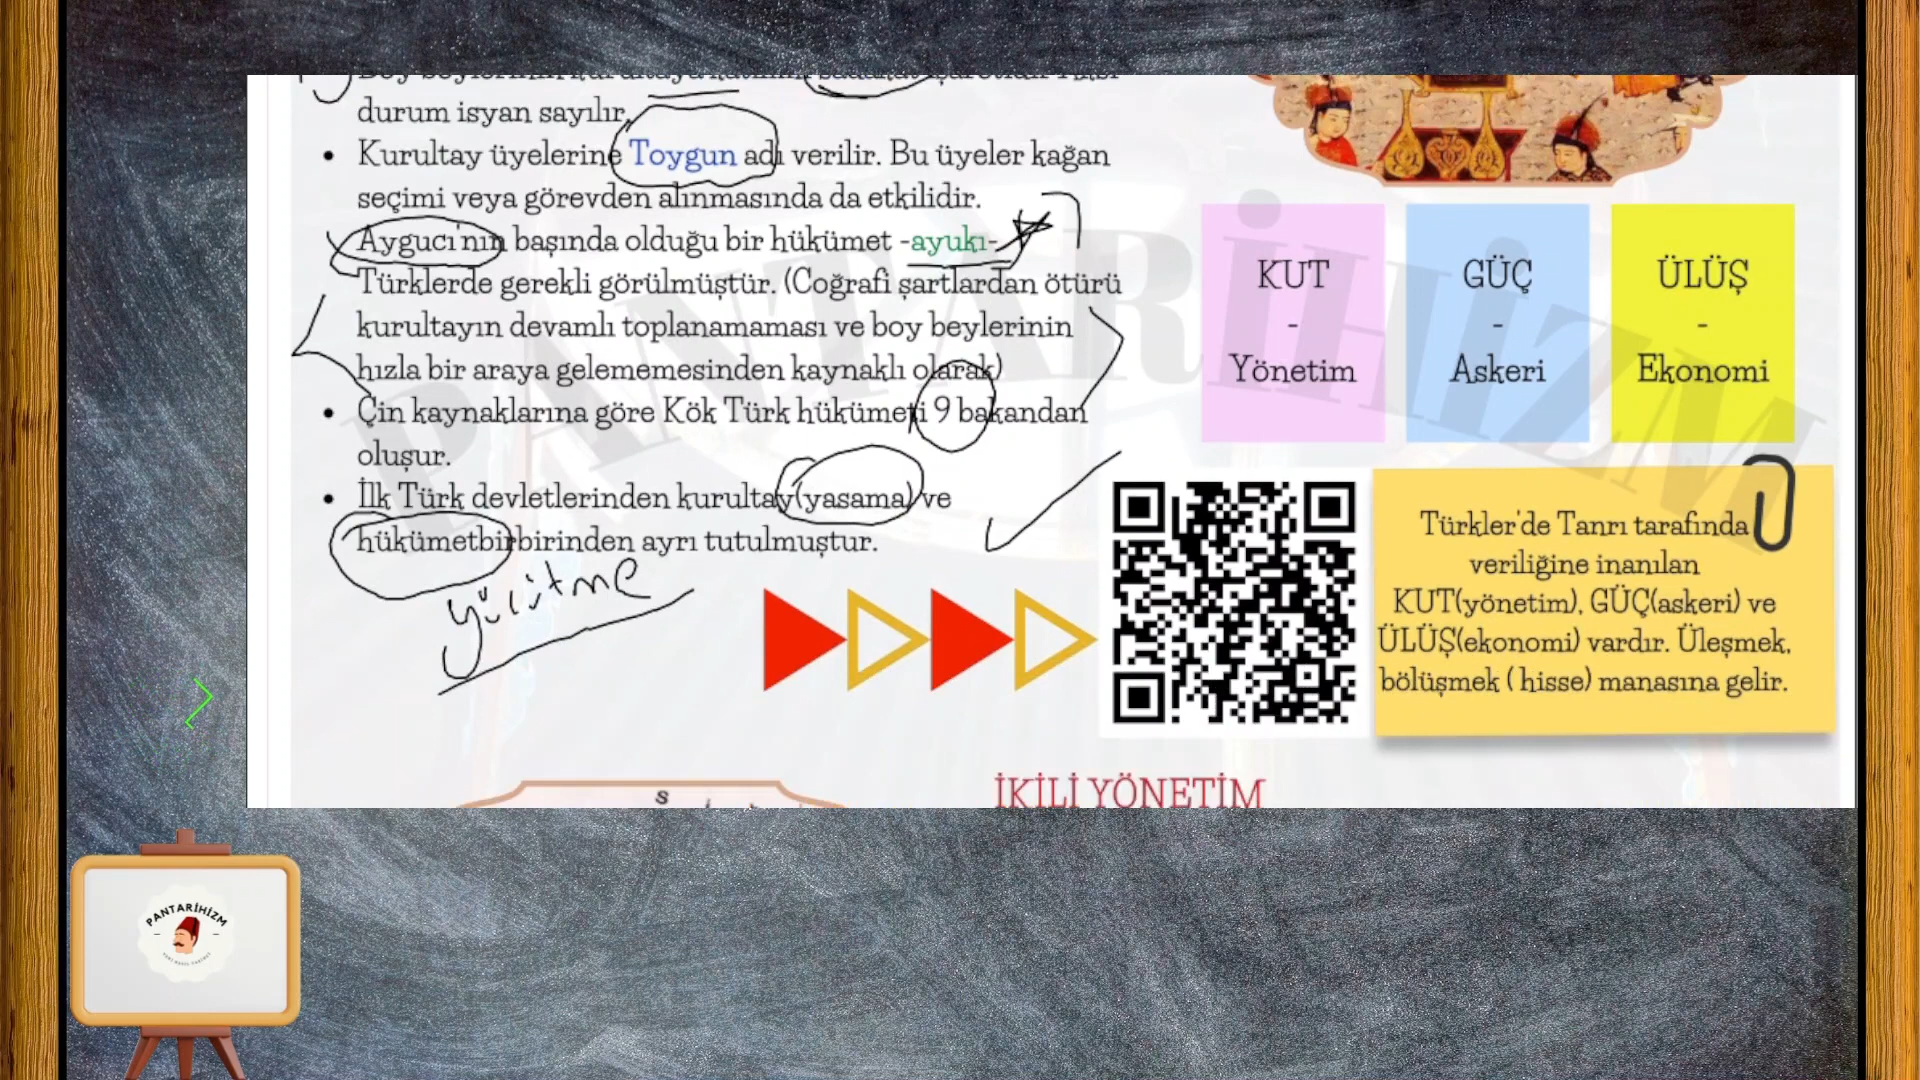 durum isyan sayılır.
• Kurultay üyelerine Toygun adı verilir. Bu üyeler kağan
seçimi veya görevden alınmasında da etkilidir.
Ayguci'nın başında olduğu bir hükümet -ayukı-
Türklerde gerekli görülmüştür. (Coğrafi şartlardan ötürü
kurultayın devamlı toplanamaması ve boy beylerinin
hızla bir araya gelememesinden kaynaklı olarak)
• Çin kaynaklarına göre Kök Türk hükümeti 9 bakandan
oluşur.
• İlk Türk devletlerinden kurultay(yasama) ve
hükümetbirbirinden ayrı tutulmuştur.
yürütme
KUT
-
Yönetim
GÜÇ
-
Askeri
ÜLÜŞ
-
Ekonomi
Türkler'de Tanrı tarafında
veriliğine inanılan
KUT(yönetim), GÜÇ(askeri) ve
ÜLÜŞ(ekonomi) vardır. Üleşmek,
bölüşmek ( hisse) manasına gelir.
İKİLİ YÖNETİM
PANTARİHİZM
PANTARİHİZM